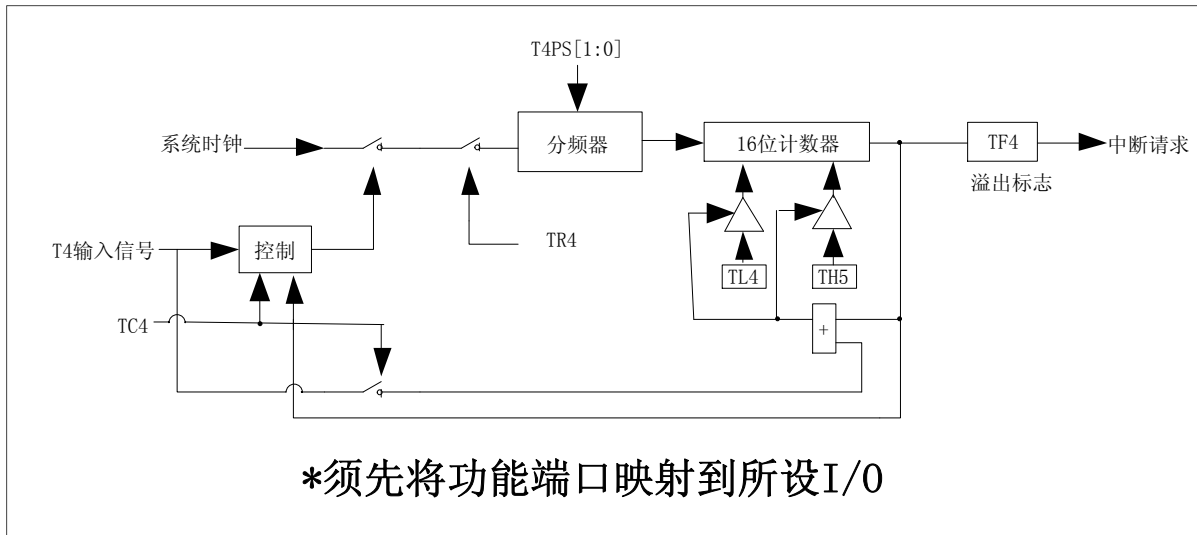 T4PS[1:0]
系统时钟
分频器
16位计数器
TF4
中断请求
溢出标志
T4输入信号
控制
TR4
TL4
TH5
TC4
+
*须先将功能端口映射到所设I/O